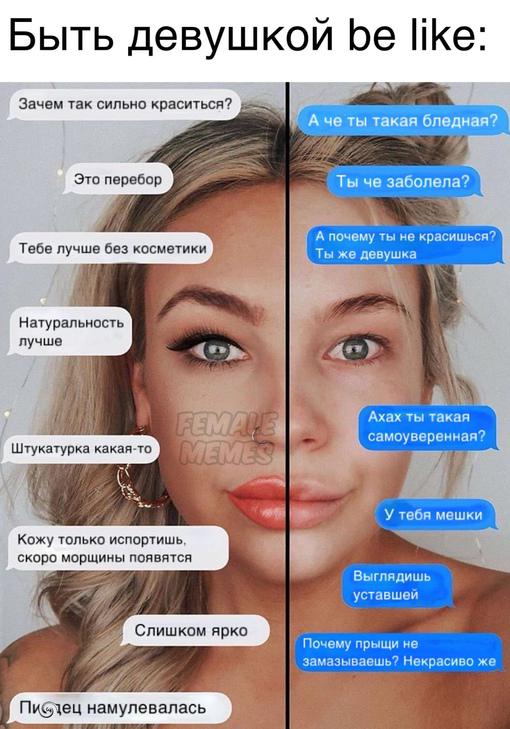 Быть девушкой be like:
Зачем так сильно краситься?
Это перебор
Тебе лучше без косметики
Натуральность
лучше
Штукатурка какая-то
Кожу только испортишь,
скоро морщины появятся
Слишком ярко
намулевалась
А че ты такая бледная?
Ты че заболела?
А почему ты не красишься?
Ты же девушка
Ахах ты такая
самоуверенная?
У тебя мешки
Выглядишь
уставшей
Почему прыщи не
замазываешь? Некрасиво же
FEMALE
MEMES